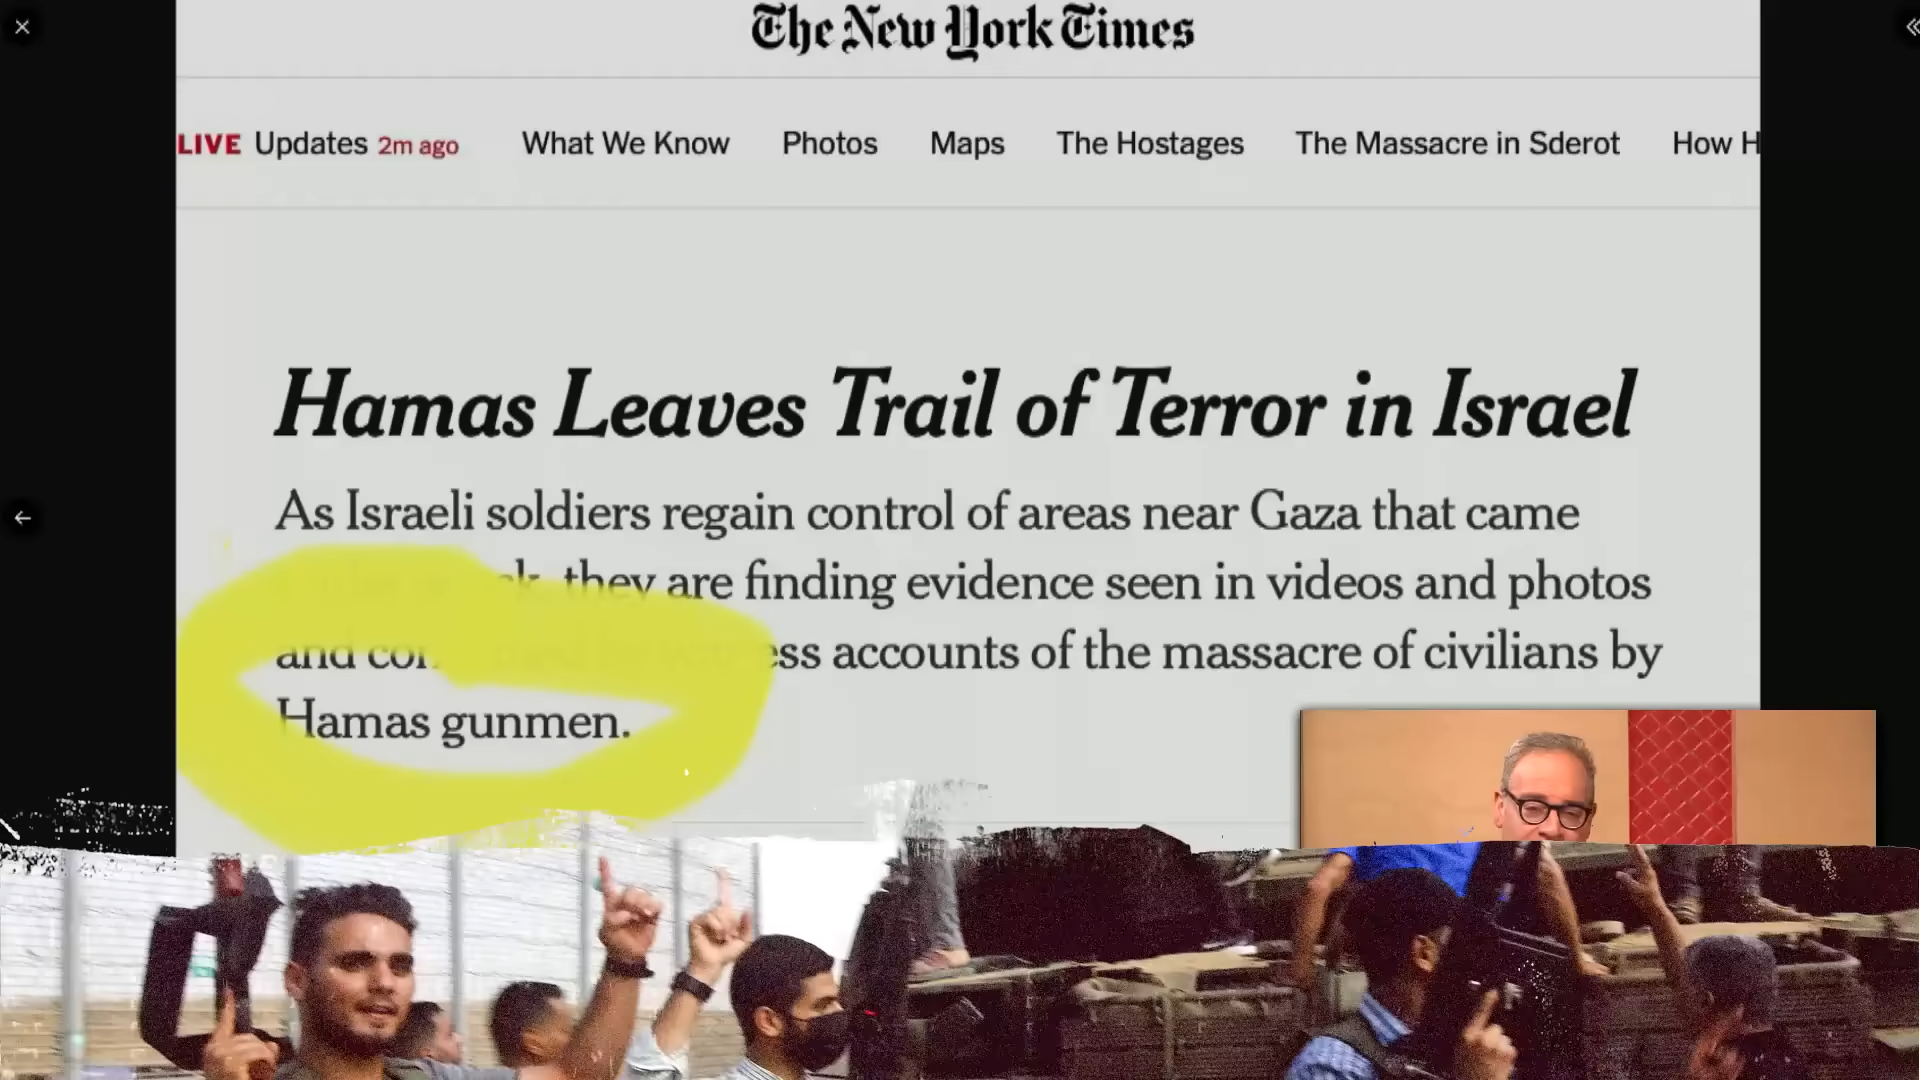 The New York Times
LIVE Updates 2m ago What We Know Photos Maps The Hostages The Massacre in Sderot How H
Hamas Leaves Trail of Terror in Israel
As Israeli soldiers regain control of areas near Gaza that came
they are finding evidence seen in videos and photos
and accounts of the massacre of civilians by
Hamas gunmen.